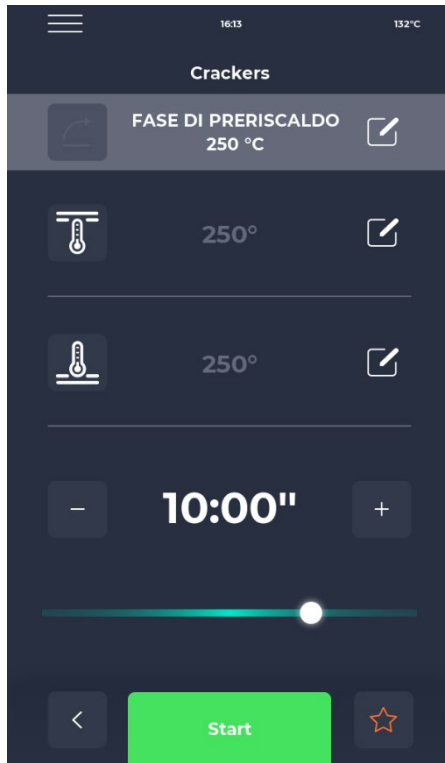 16:13 132°C
Crackers
FASE DI PRERISCALDO
250 °C
250°
250°
− 10:00" +
Start